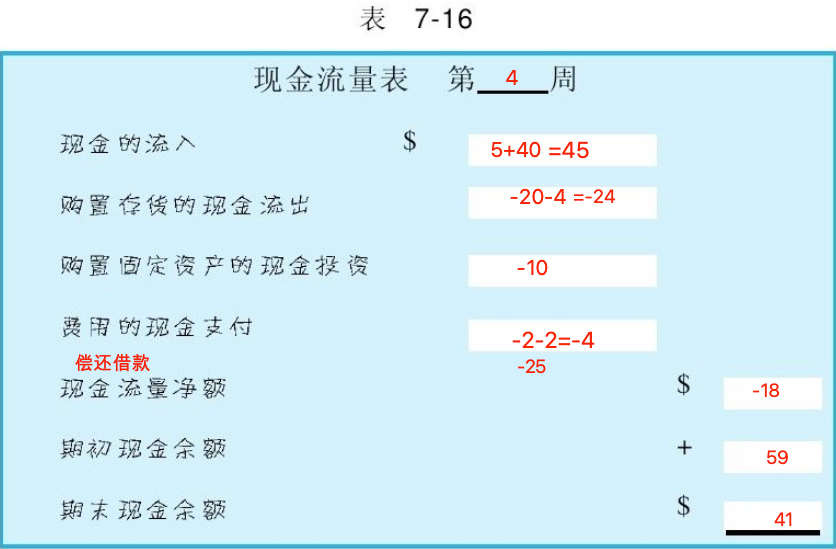 表 7-16
现金流量表 第 4 周
现金的流入 $ 5+40 =45
购置存货的现金流出 -20-4 =-24
购置固定资产的现金投资 -10
费用的现金支付 -2-2=-4
偿还借款 -25
现金流量净额 $ -18
期初现金余额 + 59
期末现金余额 $ 41